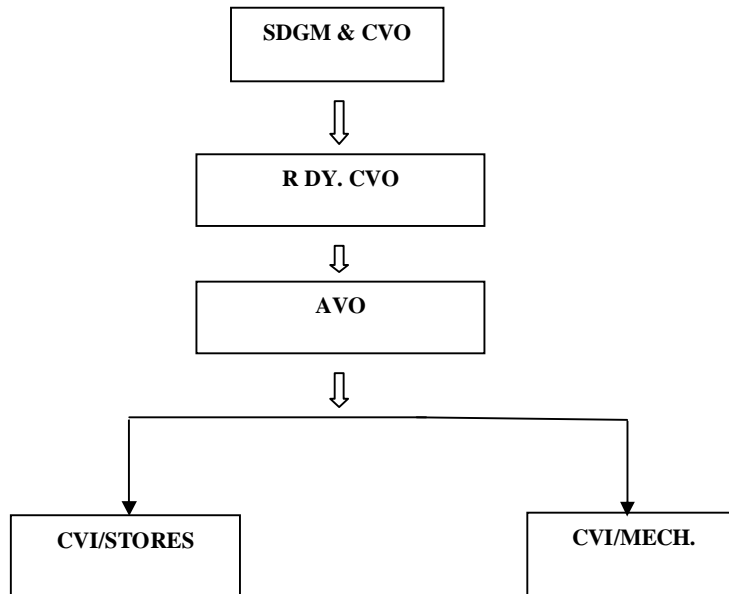 SDGM & CVO
R DY. CVO
AVO
CVI/STORES
CVI/MECH.